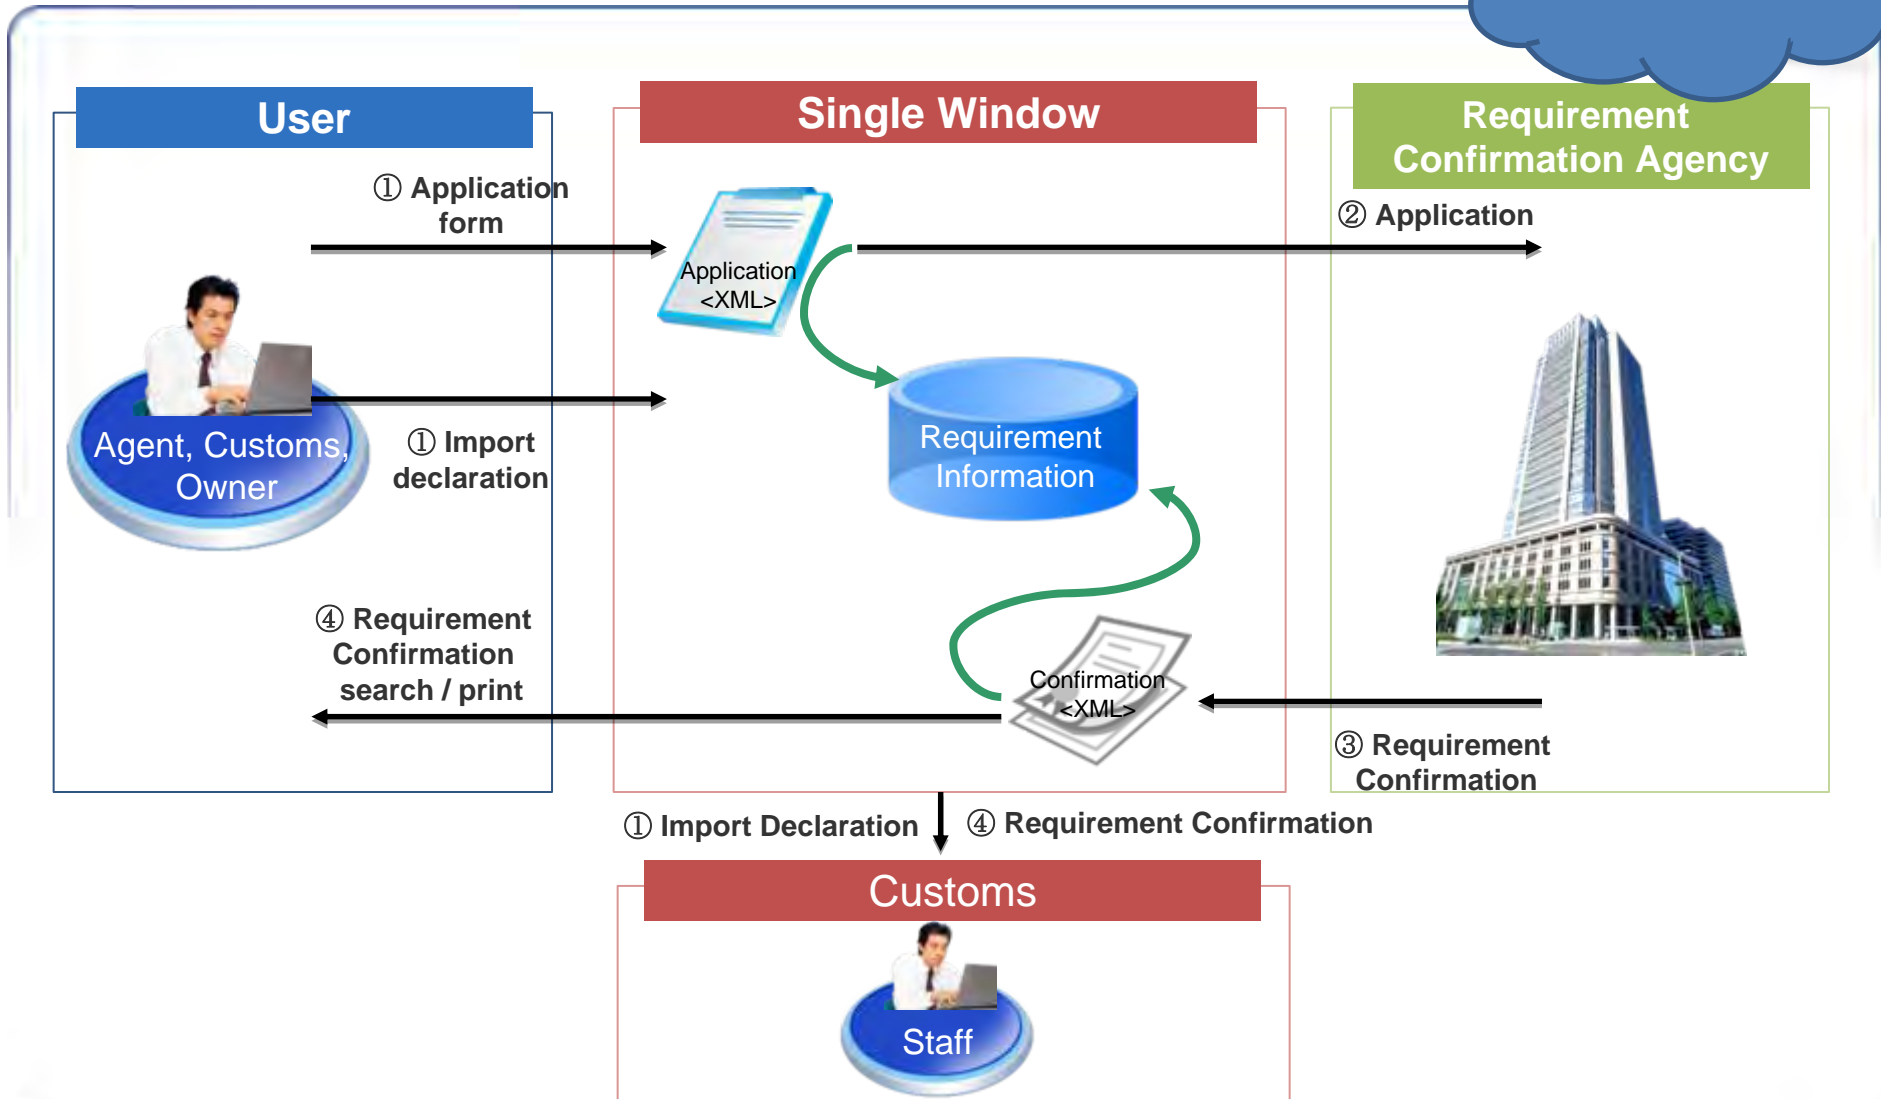 User
Single Window
Requirement
Confirmation Agency
① Application
form
② Application
Application
<XML>
Agent, Customs,
Owner
① Import
declaration
Requirement
Information
④ Requirement
Confirmation
search / print
Confirmation
<XML>
③ Requirement
Confirmation
① Import Declaration
④ Requirement Confirmation
Customs
Staff